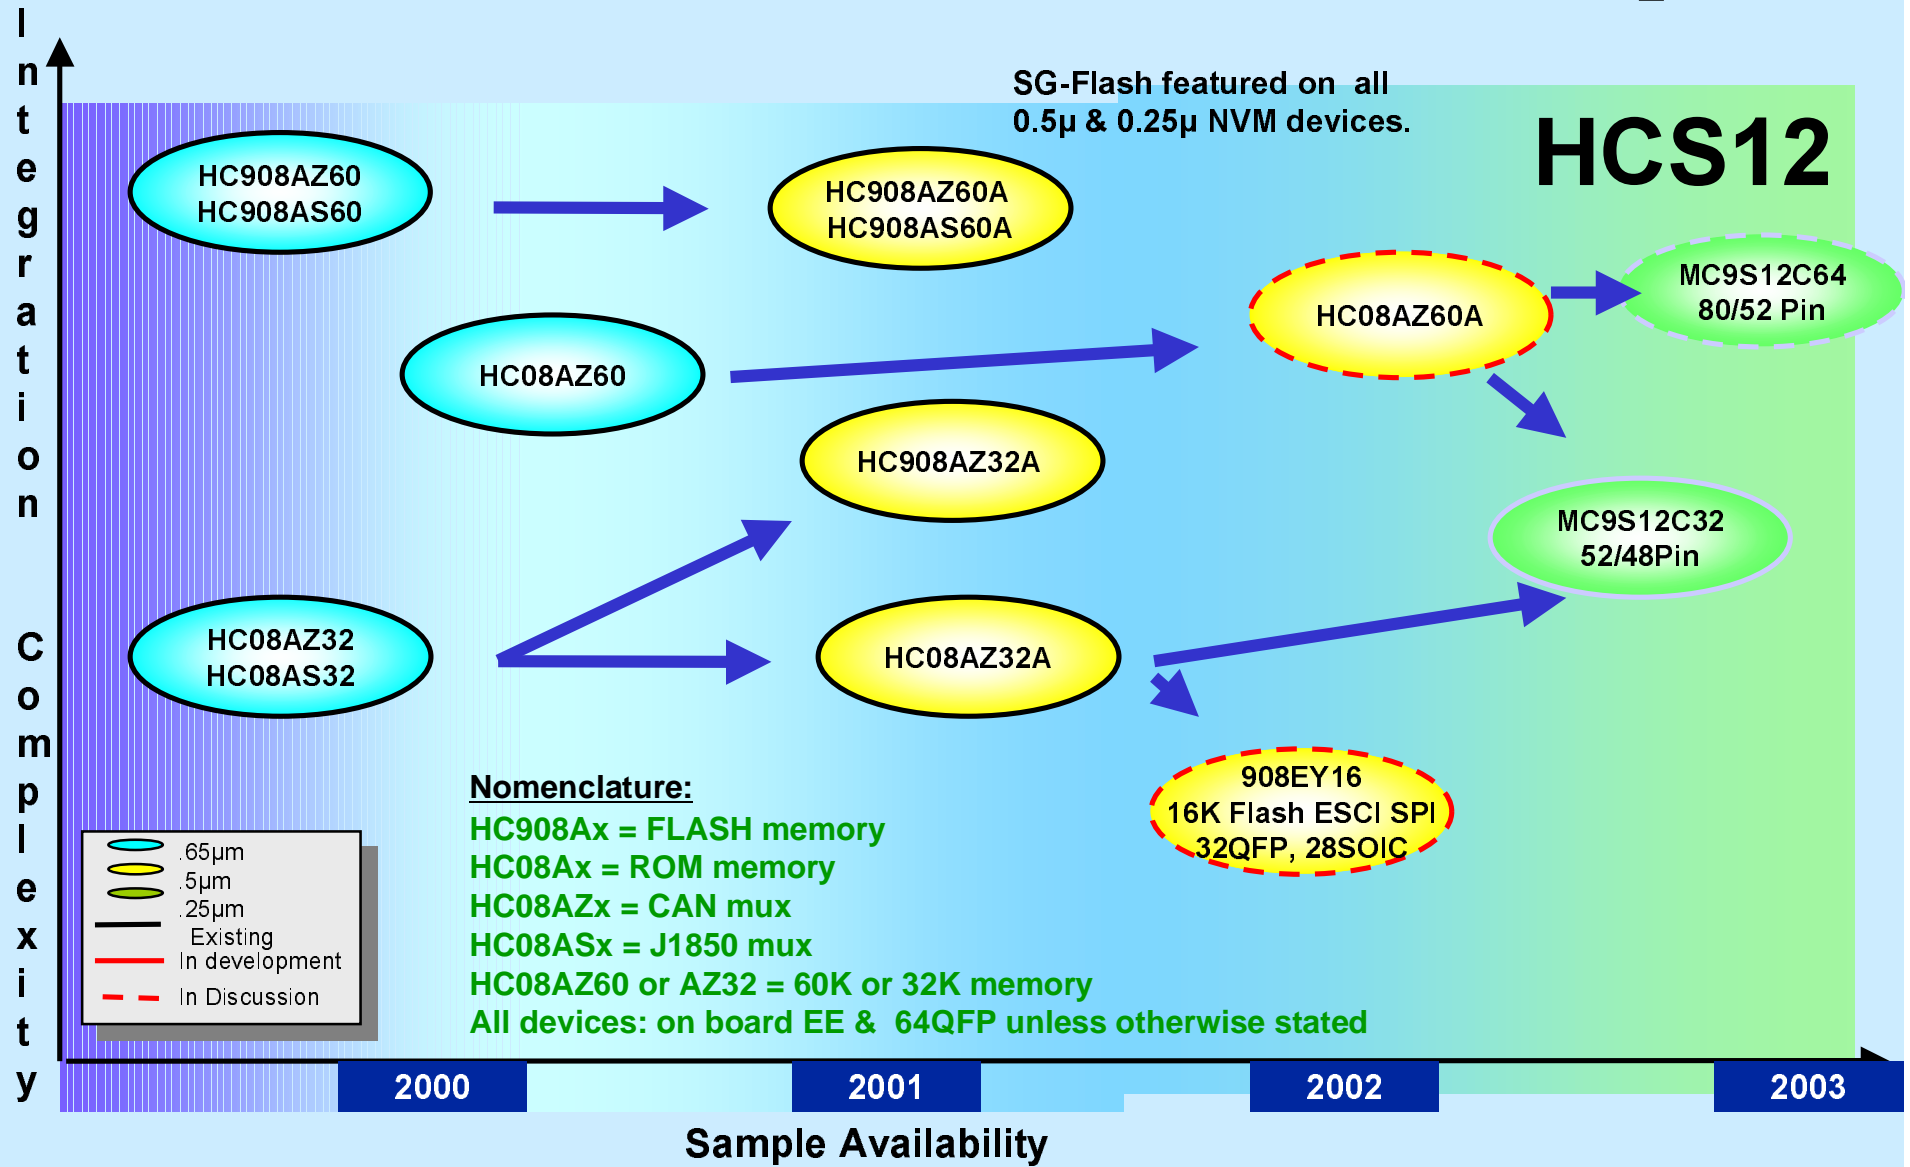 Integration Complexity
SG-Flash featured on all
0.5µ & 0.25µ NVM devices.
HCS12
HC908AZ60
HC908AS60
HC908AZ60A
HC908AS60A
HC08AZ60
HC08AZ60A
MC9S12C64
80/52 Pin
HC908AZ32A
MC9S12C32
52/48Pin
HC08AZ32
HC08AS32
HC08AZ32A
908EY16
16K Flash ESCI SPI
32QFP, 28SOIC
Nomenclature:
HC908Ax = FLASH memory
HC08Ax = ROM memory
HC08AZx = CAN mux
HC08ASx = J1850 mux
HC08AZ60 or AZ32 = 60K or 32K memory
All devices: on board EE & 64QFP unless otherwise stated
.65µm
.5µm
.25µm
Existing
In development
In Discussion
2000
2001
2002
2003
Sample Availability